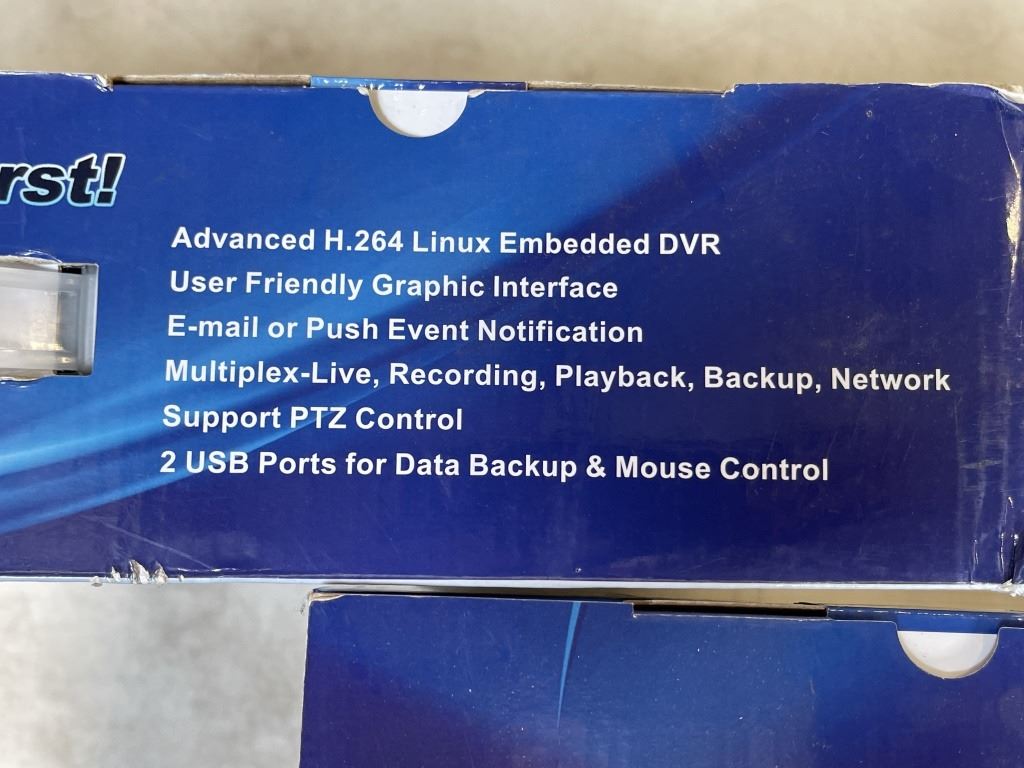 Advanced H.264 Linux Embedded DVR
User Friendly Graphic Interface
E-mail or Push Event Notification
Multiplex-Live, Recording, Playback, Backup, Network
Support PTZ Control
2 USB Ports for Data Backup & Mouse Control